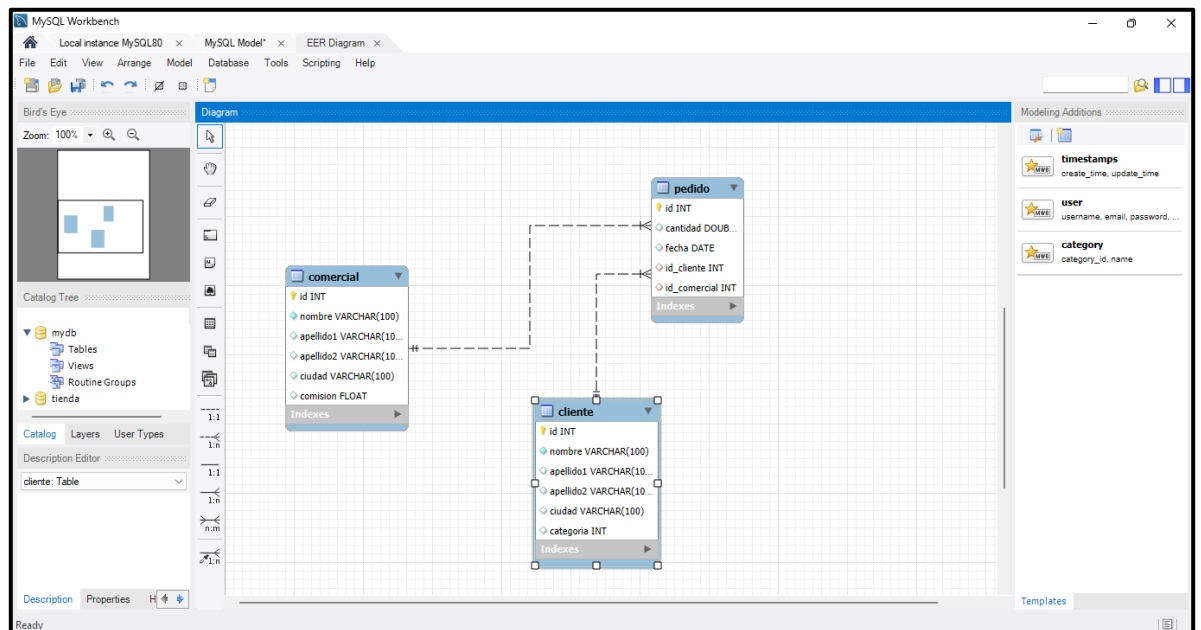 MySQL Workbench
Local instance MySQL80 × MySQL Model* × EER Diagram ×
File Edit View Arrange Model Database Tools Scripting Help
Bird's Eye
Zoom: 100%
Catalog Tree
mydb
Tables
Views
Routine Groups
tienda
Catalog Layers User Types
Description Editor
cliente: Table
Description Properties H
Ready
Diagram
1:1
1:n
1:1
1:n
n:m
1:n
comercial
id INT
nombre VARCHAR(100)
apellido1 VARCHAR(10...
apellido2 VARCHAR(10...
ciudad VARCHAR(100)
comision FLOAT
Indexes
pedido
id INT
cantidad DOUB...
fecha DATE
id_cliente INT
id_comercial INT
Indexes
cliente
id INT
nombre VARCHAR(100)
apellido1 VARCHAR(10...
apellido2 VARCHAR(10...
ciudad VARCHAR(100)
categoria INT
Indexes
Modeling Additions
MWB
timestamps
create_time, update_time
MWB
user
username, email, password, ...
MWB
category
category_id, name
Templates